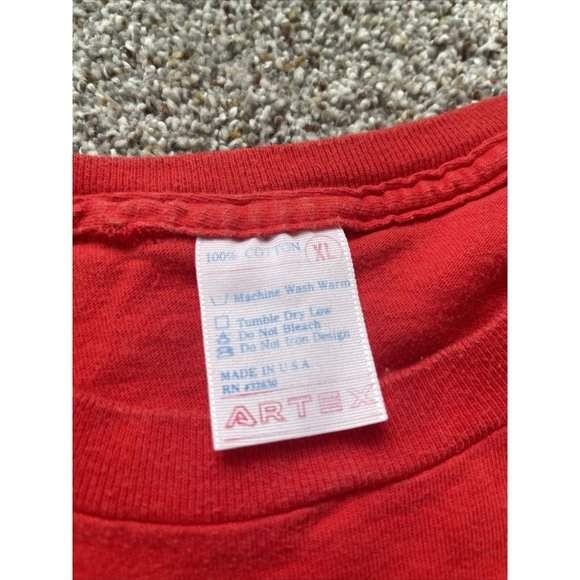 100% COTTON XL
Machine Wash Warm
Tumble Dry Low
Do Not Bleach
Do Not Iron Design
MADE IN U S A
RN #32630
ARTEX